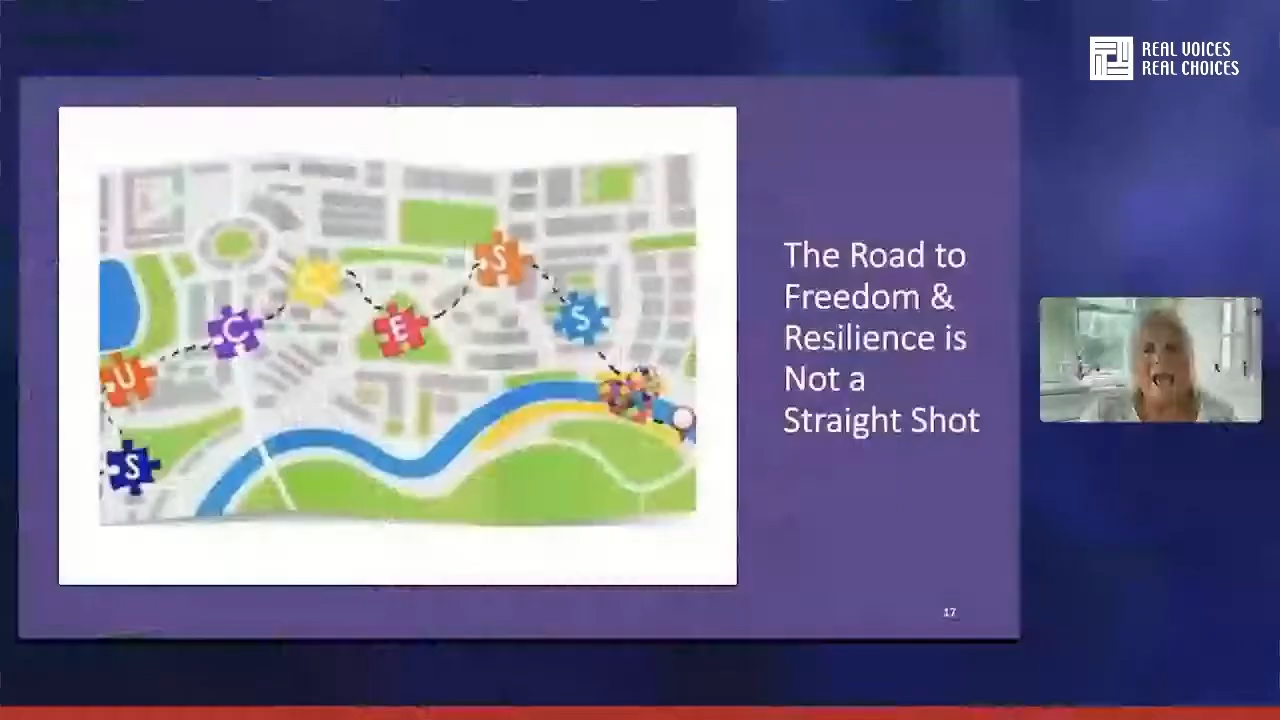 REAL VOICES
REAL CHOICES
S
U
C
C
E
S
S
The Road to
Freedom &
Resilience is
Not a
Straight Shot
17